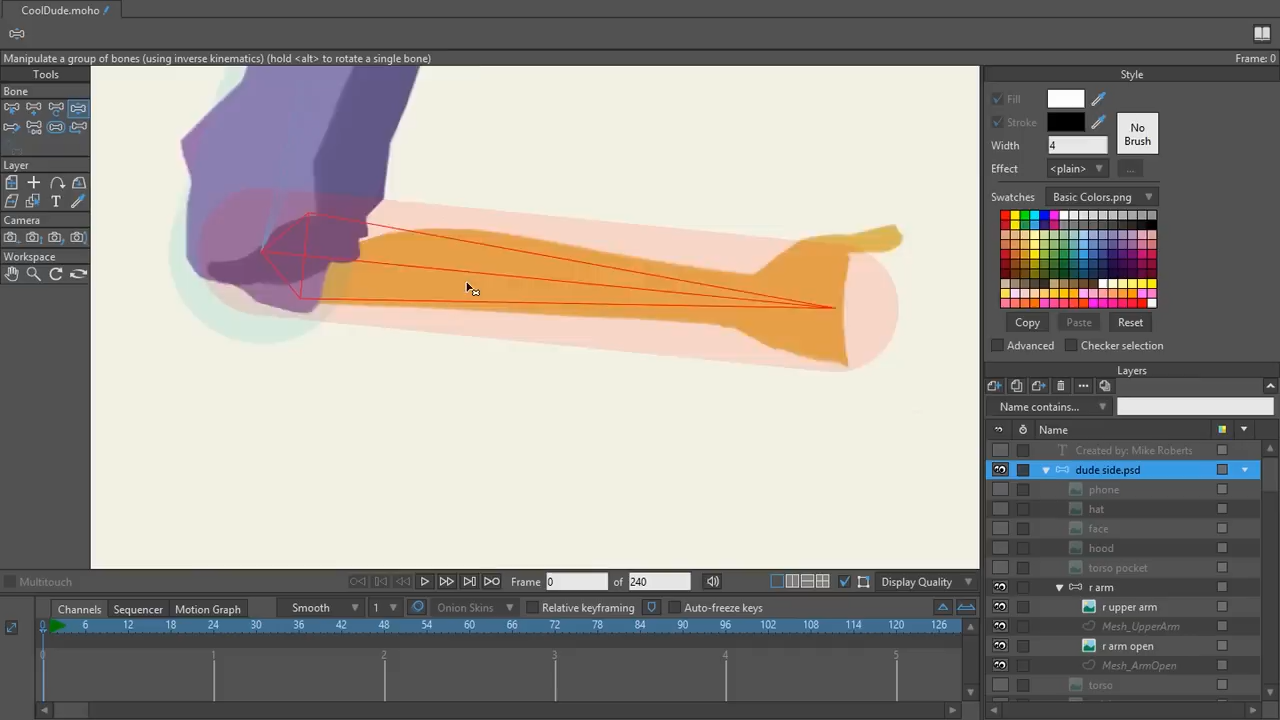 CoolDude.moho
Manipulate a group of bones (using inverse kinematics) (hold <alt> to rotate a single bone)
Frame: 0
Tools
Bone
Layer
Camera
Workspace
Style
Fill
Stroke
No Brush
Width 4
Effect <plain> ...
Swatches Basic Colors.png
Copy Paste Reset
Advanced Checker selection
Layers
Name contains...
Name
Created by: Mike Roberts
dude side.psd
phone
hat
face
hood
torso pocket
r arm
r upper arm
Mesh_UpperArm
r arm open
Mesh_ArmOpen
torso
Multitouch
Frame 0 of 240
Display Quality
Channels Sequencer Motion Graph Smooth 1 Onion Skins Relative keyframing Auto-freeze keys
0 6 12 18 24 30 36 42 48 54 60 66 72 78 84 90 96 102 108 114 120 126
0 1 2 3 4 5